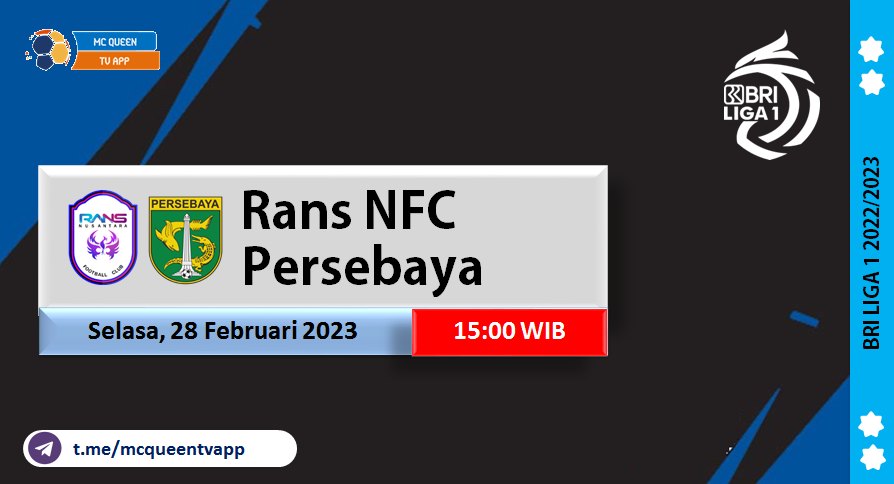 MC QUEEN
TV APP
BRI
LIGA 1
RANS
NUSANTARA
FOOTBALL CLUB
PERSEBAYA
Rans NFC
Persebaya
Selasa, 28 Februari 2023
15:00 WIB
BRI LIGA 1 2022/2023
t.me/mcqueentvapp